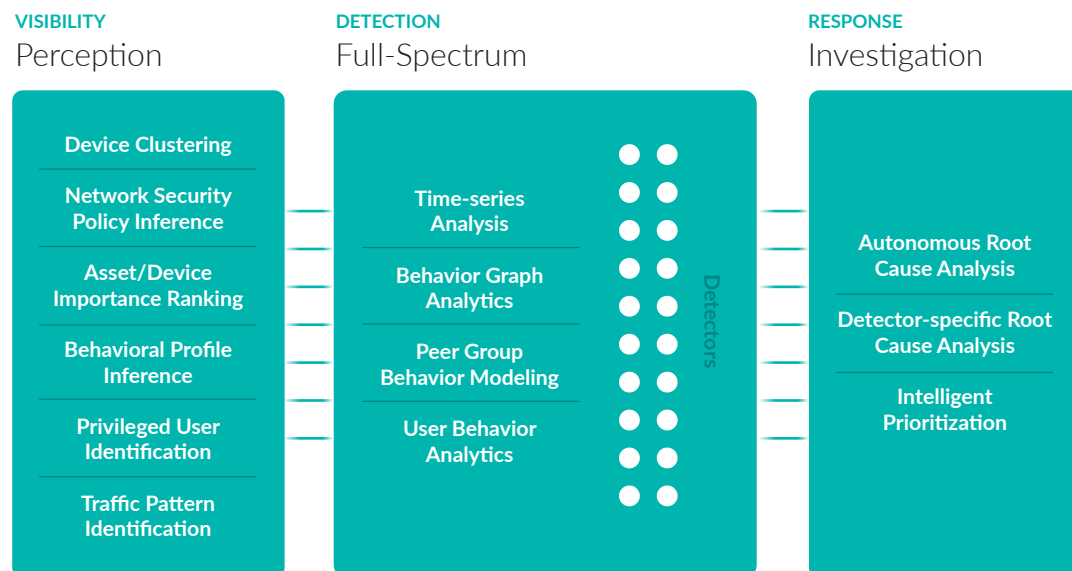 VISIBILITY
Perception
Device Clustering
Network Security
Policy Inference
Asset/Device
Importance Ranking
Behavioral Profile
Inference
Privileged User
Identification
Traffic Pattern
Identification
DETECTION
Full-Spectrum
Time-series
Analysis
Behavior Graph
Analytics
Peer Group
Behavior Modeling
User Behavior
Analytics
Detectors
RESPONSE
Investigation
Autonomous Root
Cause Analysis
Detector-specific Root
Cause Analysis
Intelligent
Prioritization